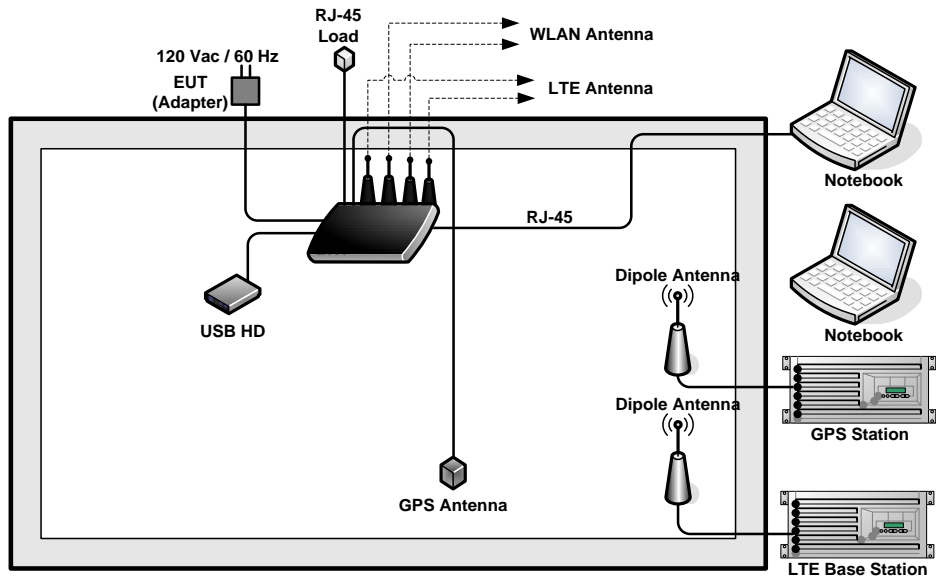 RJ-45
Load
WLAN Antenna
120 Vac / 60 Hz
EUT
(Adapter)
LTE Antenna
Notebook
RJ-45
Dipole Antenna
USB HD
Notebook
Dipole Antenna
GPS Station
GPS Antenna
LTE Base Station